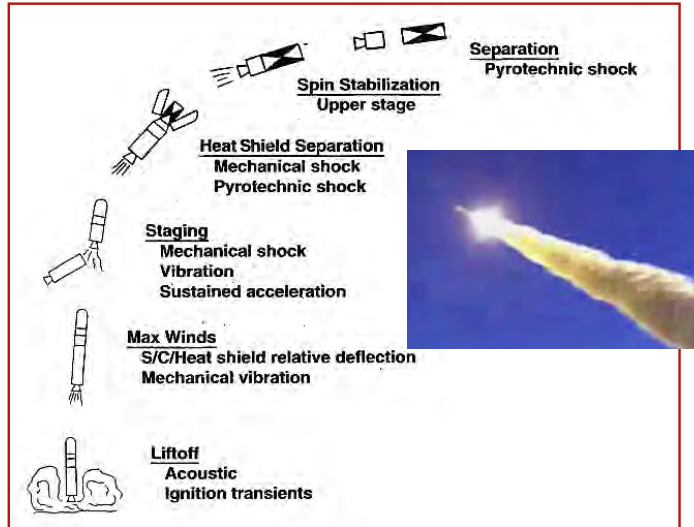 Separation
Pyrotechnic shock
Spin Stabilization
Upper stage
Heat Shield Separation
Mechanical shock
Pyrotechnic shock
Staging
Mechanical shock
Vibration
Sustained acceleration
Max Winds
S/C/Heat shield relative deflection
Mechanical vibration
Liftoff
Acoustic
Ignition transients